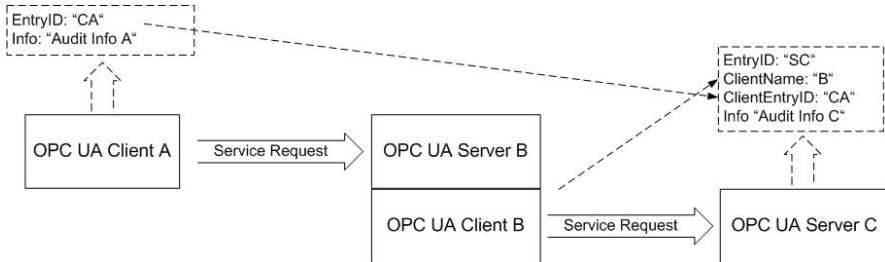 EntryID: “CA“
Info: “Audit Info A“
EntryID: “SC“
ClientName: “B“
ClientEntryID: “CA“
Info “Audit Info C“
OPC UA Client A
Service Request
OPC UA Server B
OPC UA Client B
Service Request
OPC UA Server C